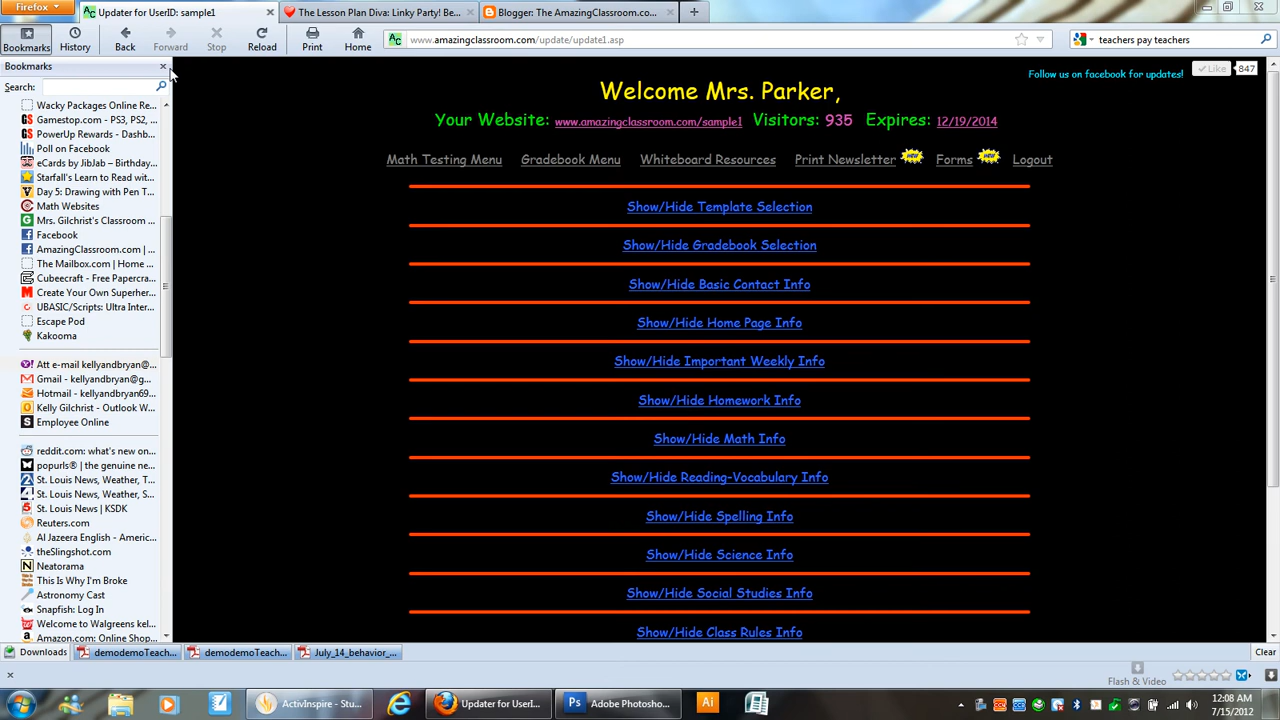 Firefox
Updater for UserID: sample1
The Lesson Plan Diva: Linky Party! Be...
Blogger: The AmazingClassroom.co...
Bookmarks
History
Back
Forward
Stop
Reload
Print
Home
www.amazingclassroom.com/update/update1.asp
teachers pay teachers
Bookmarks
Search:
Wacky Packages Online Re...
Gamestop.com - PS3, PS2, ...
PowerUp Rewards - Dashb...
Poll on Facebook
eCards by JibJab – Birthday...
Starfall's Learn to Read wit...
Day 5: Drawing with Pen T...
Math Websites
Mrs. Gilchrist's Classroom ...
Facebook
AmazingClassroom.com | ...
The Mailbox.com | Home ...
Cubeecraft - Free Papercra...
Create Your Own Superher...
UBASIC/Scripts: Ultra Inter...
Escape Pod
Kakooma
Att e-mail kellyandbryan@...
Gmail - kellyandbryan@g...
Hotmail - kellyandbryan69...
Kelly Gilchrist - Outlook W...
Employee Online
reddit.com: what's new on...
popurls® | the genuine ne...
St. Louis News, Weather, T...
St. Louis News, Weather, S...
St. Louis News | KSDK
Reuters.com
Al Jazeera English - Americ...
theSlingshot.com
Neatorama
This Is Why I'm Broke
Astronomy Cast
Snapfish: Log In
Welcome to Walgreens kel...
Amazon.com: Online Shop...
Follow us on facebook for updates!
Like 847
Welcome Mrs. Parker,
Your Website: www.amazingclassroom.com/sample1 Visitors: 935 Expires: 12/19/2014
Math Testing Menu Gradebook Menu Whiteboard Resources Print Newsletter NEW Forms NEW Logout
Show/Hide Template Selection
Show/Hide Gradebook Selection
Show/Hide Basic Contact Info
Show/Hide Home Page Info
Show/Hide Important Weekly Info
Show/Hide Homework Info
Show/Hide Math Info
Show/Hide Reading-Vocabulary Info
Show/Hide Spelling Info
Show/Hide Science Info
Show/Hide Social Studies Info
Show/Hide Class Rules Info
Downloads
demodemoTeach...
demodemoTeach...
July_14_behavior_...
Clear
Flash & Video
ActivInspire - Stu...
Updater for UserI...
Adobe Photosho...
12:08 AM
7/15/2012